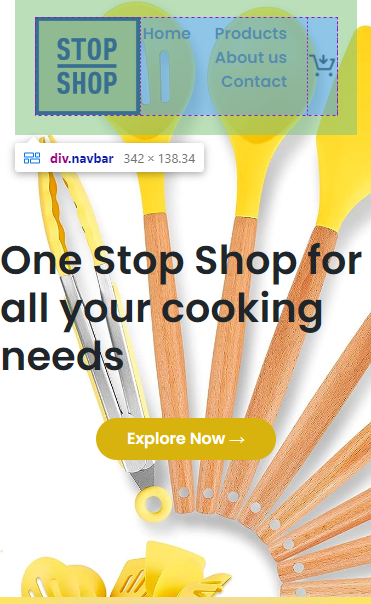 STOP
SHOP
Home Products
About us
Contact
div.navbar 342 × 138.34
One Stop Shop for
all your cooking
needs
Explore Now →